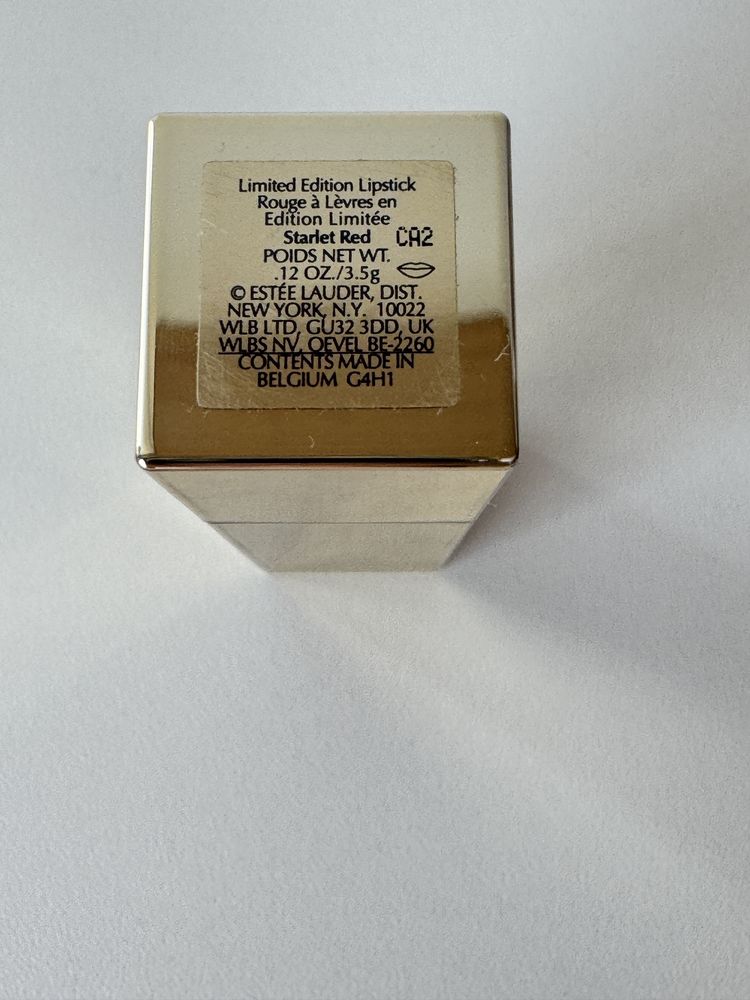 Limited Edition Lipstick
Rouge à Lèvres en
Edition Limitée
Starlet Red CA2
POIDS NET WT.
.12 OZ./3.5g
© ESTÉE LAUDER, DIST.
NEW YORK, N.Y. 10022
WLB LTD, GU32 3DD, UK
WLBS NV, OEVEL BE-2260
CONTENTS MADE IN
BELGIUM G4H1